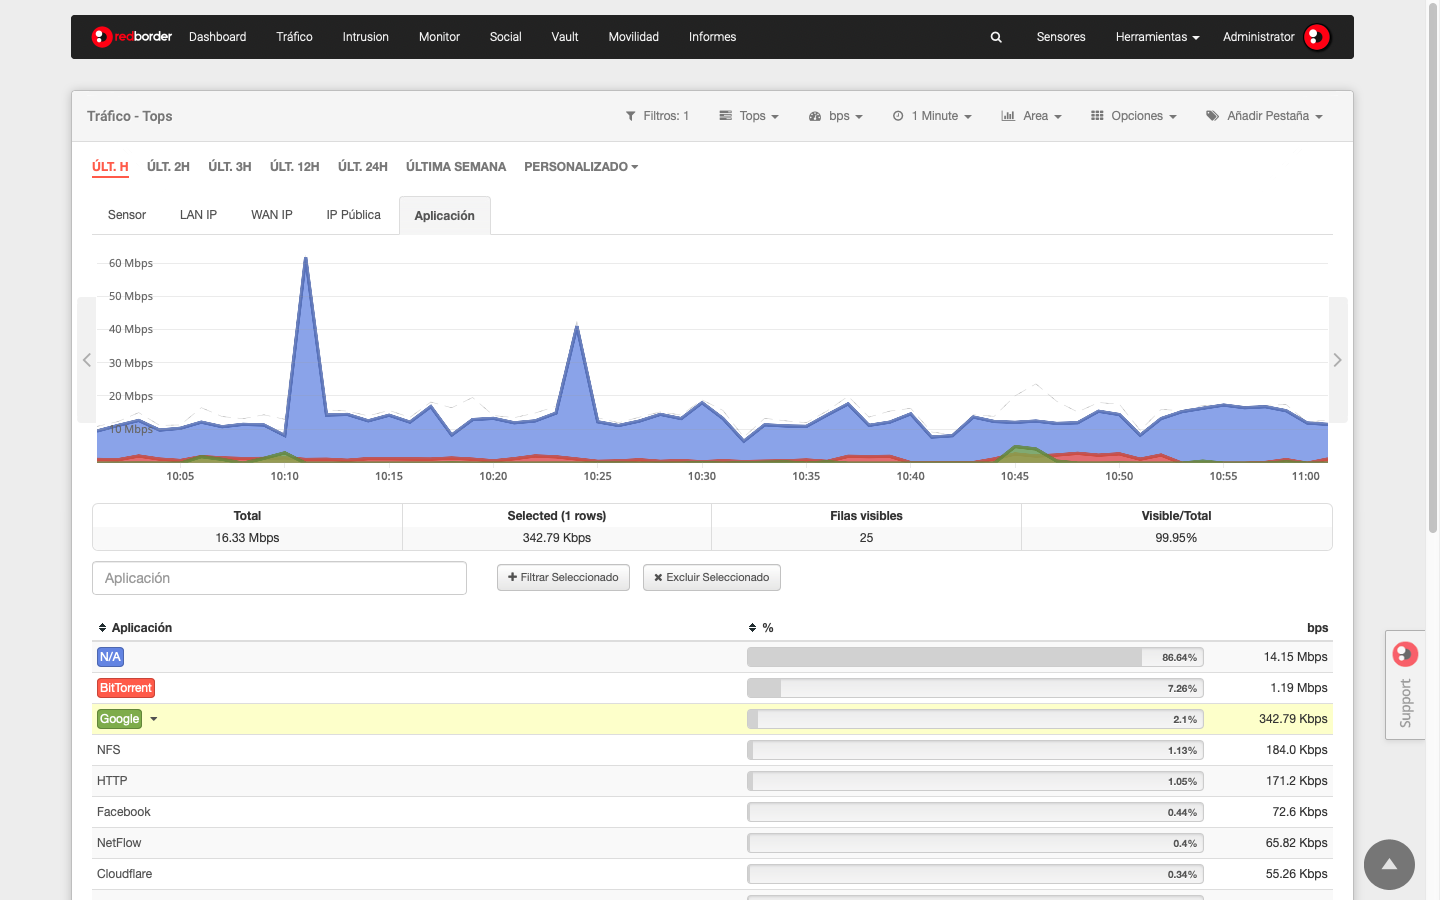 redborder Dashboard Tráfico Intrusion Monitor Social Vault Movilidad Informes Sensores Herramientas Administrator
Tráfico - Tops Filtros: 1 Tops bps 1 Minute Area Opciones Añadir Pestaña
ÚLT. H ÚLT. 2H ÚLT. 3H ÚLT. 12H ÚLT. 24H ÚLTIMA SEMANA PERSONALIZADO
Sensor LAN IP WAN IP IP Pública Aplicación
60 Mbps
50 Mbps
40 Mbps
30 Mbps
20 Mbps
10 Mbps
10:05 10:10 10:15 10:20 10:25 10:30 10:35 10:40 10:45 10:50 10:55 11:00
Total Selected (1 rows) Filas visibles Visible/Total
16.33 Mbps 342.79 Kbps 25 99.95%
Aplicación Filtrar Seleccionado Excluir Seleccionado
Aplicación % bps
N/A 86.64% 14.15 Mbps
BitTorrent 7.26% 1.19 Mbps
Google 2.1% 342.79 Kbps
NFS 1.13% 184.0 Kbps
HTTP 1.05% 171.2 Kbps
Facebook 0.44% 72.6 Kbps
NetFlow 0.4% 65.82 Kbps
Cloudflare 0.34% 55.26 Kbps
Support